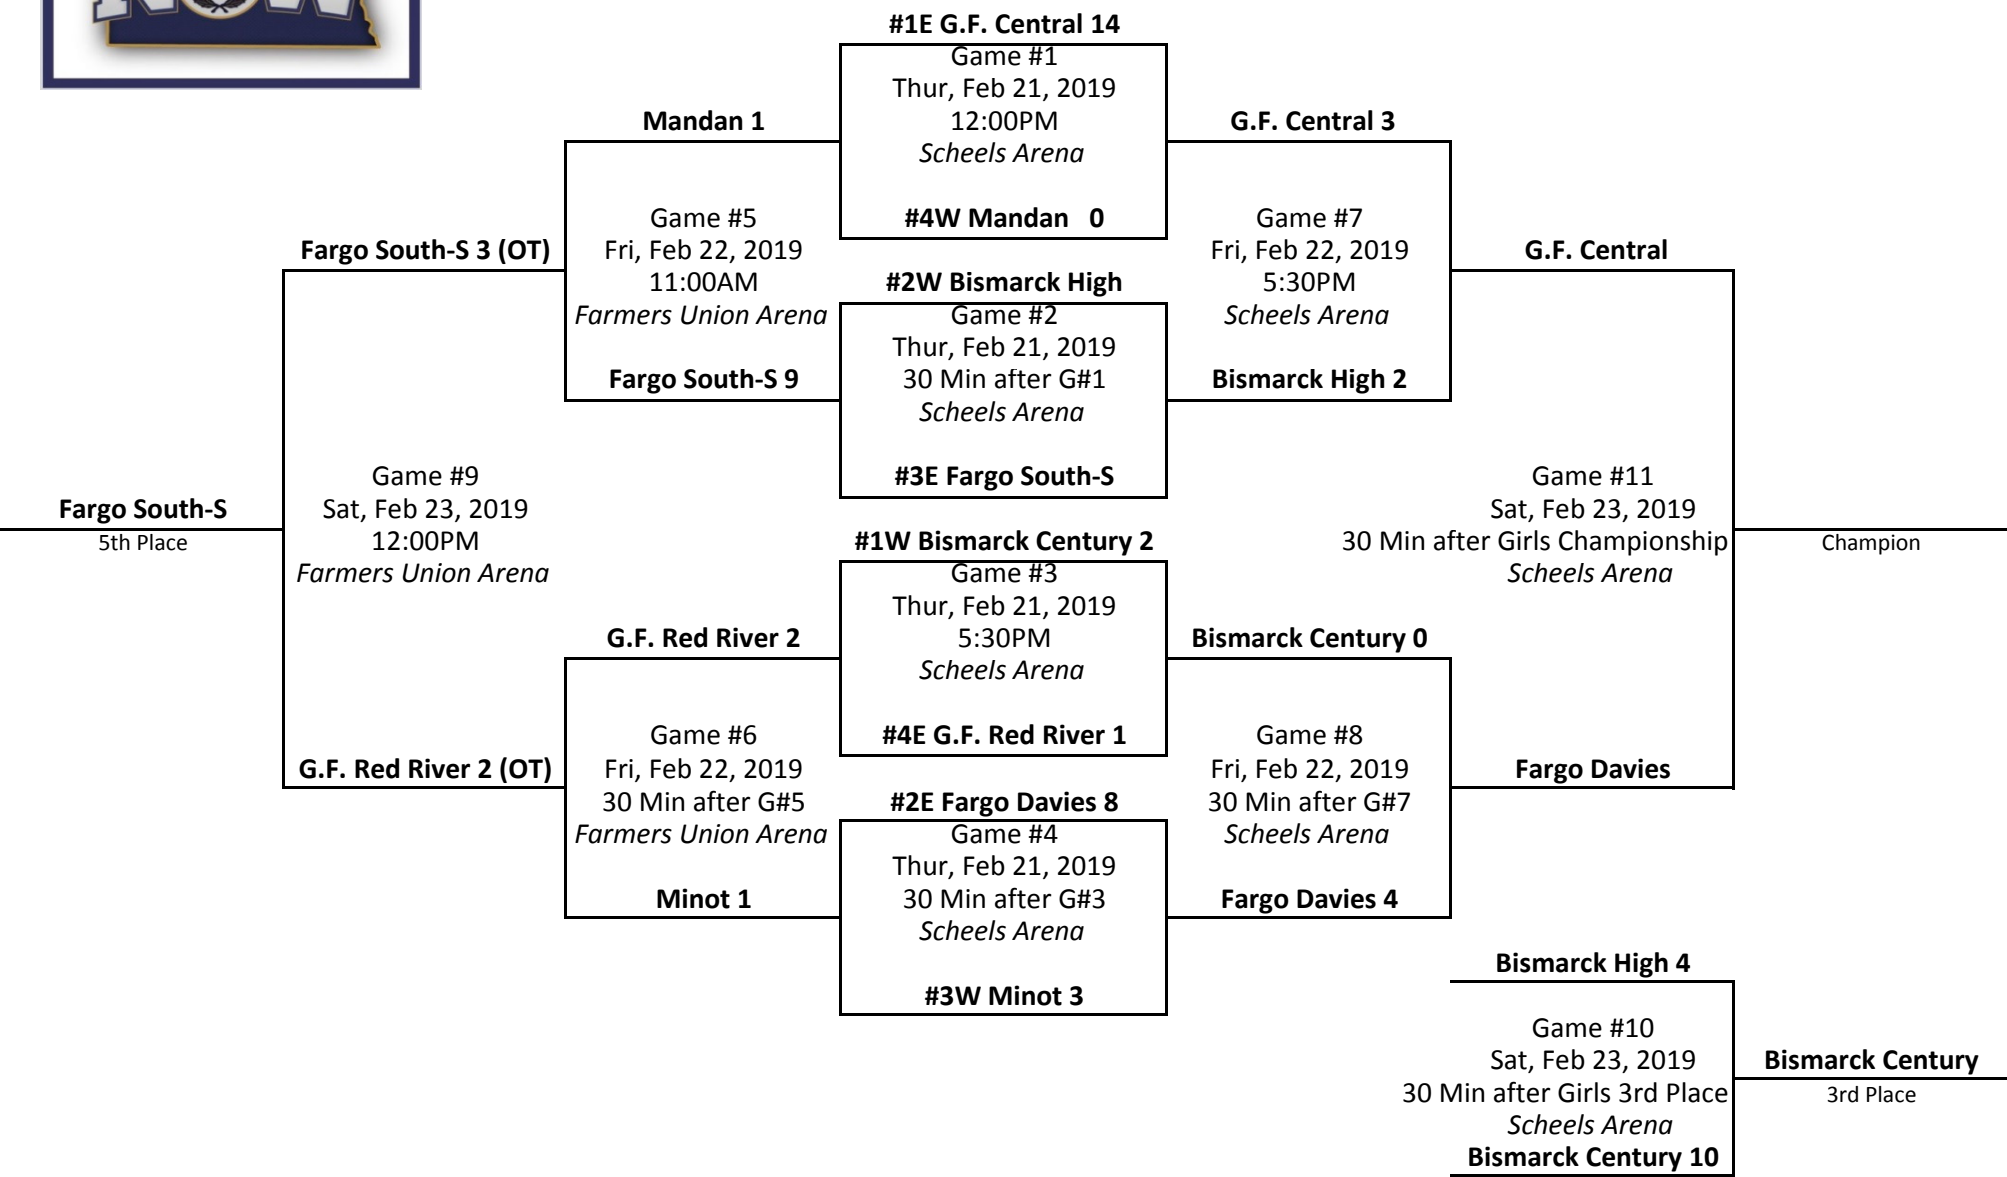 #1E G.F. Central 14
Game #1
Thur, Feb 21, 2019
12:00PM
Scheels Arena
#4W Mandan 0
#2W Bismarck High
Game #2
Thur, Feb 21, 2019
30 Min after G#1
Scheels Arena
#3E Fargo South-S
#1W Bismarck Century 2
Game #3
Thur, Feb 21, 2019
5:30PM
Scheels Arena
#4E G.F. Red River 1
#2E Fargo Davies 8
Game #4
Thur, Feb 21, 2019
30 Min after G#3
Scheels Arena
#3W Minot 3
Mandan 1
Game #5
Fri, Feb 22, 2019
11:00AM
Farmers Union Arena
Fargo South-S 9
G.F. Red River 2
Game #6
Fri, Feb 22, 2019
30 Min after G#5
Farmers Union Arena
Minot 1
G.F. Central 3
Game #7
Fri, Feb 22, 2019
5:30PM
Scheels Arena
Bismarck High 2
Bismarck Century 0
Game #8
Fri, Feb 22, 2019
30 Min after G#7
Scheels Arena
Fargo Davies 4
Fargo South-S 3 (OT)
Game #9
Sat, Feb 23, 2019
12:00PM
Farmers Union Arena
G.F. Red River 2 (OT)
Fargo South-S
5th Place
G.F. Central
Game #11
Sat, Feb 23, 2019
30 Min after Girls Championship
Scheels Arena
Fargo Davies
Champion
Bismarck High 4
Game #10
Sat, Feb 23, 2019
30 Min after Girls 3rd Place
Scheels Arena
Bismarck Century 10
Bismarck Century
3rd Place